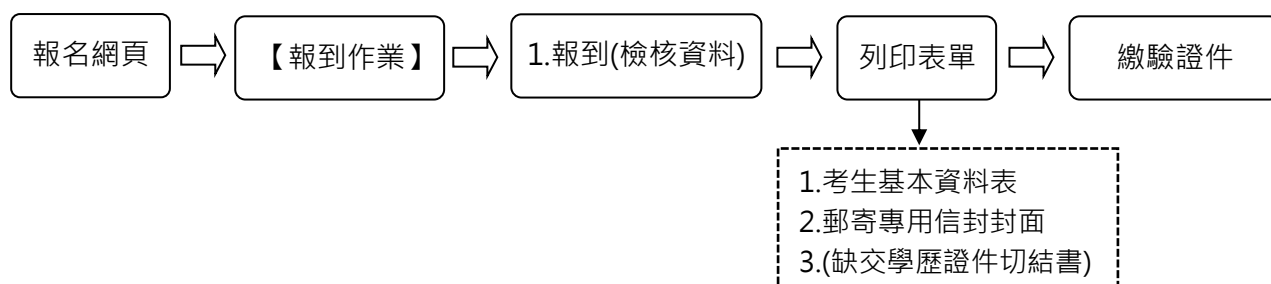 報名網頁
【報到作業】
1.報到(檢核資料)
列印表單
繳驗證件
1.考生基本資料表
2.郵寄專用信封封面
3.(缺交學歷證件切結書)